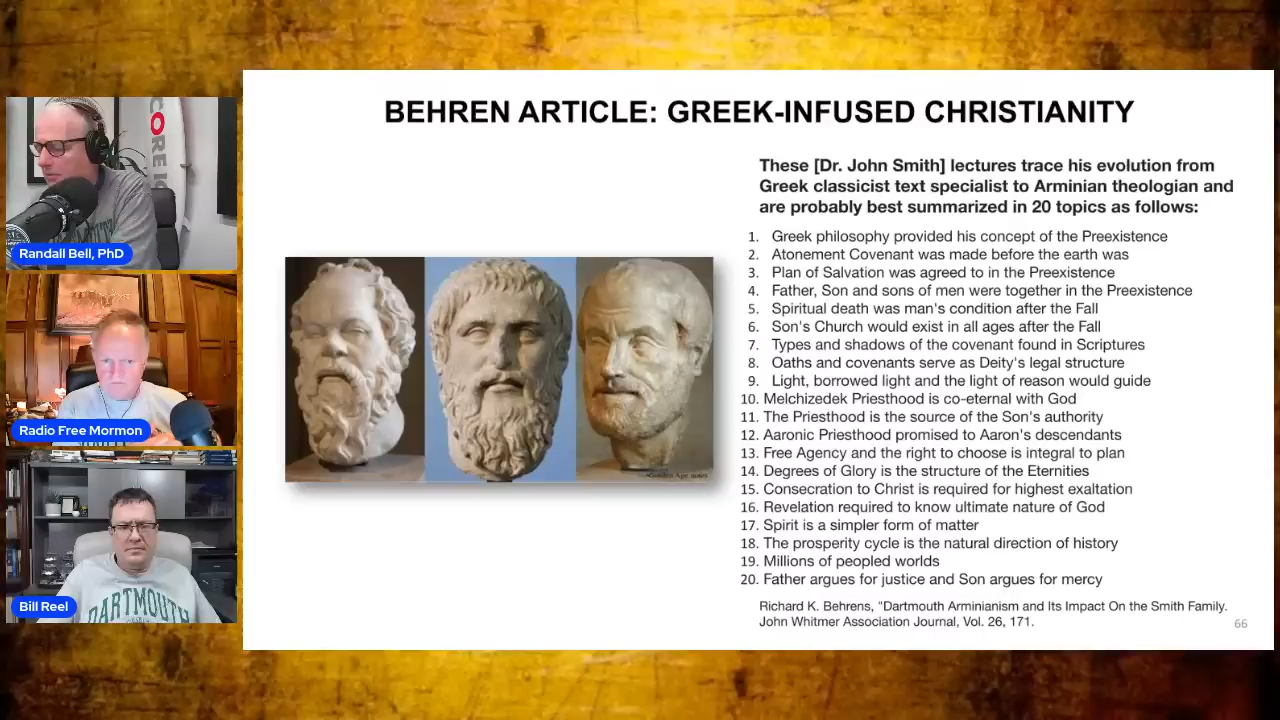 BEHREN ARTICLE: GREEK-INFUSED CHRISTIANITY
These [Dr. John Smith] lectures trace his evolution from
Greek classicist text specialist to Arminian theologian and
are probably best summarized in 20 topics as follows:
1. Greek philosophy provided his concept of the Preexistence
2. Atonement Covenant was made before the earth was
3. Plan of Salvation was agreed to in the Preexistence
4. Father, Son and sons of men were together in the Preexistence
5. Spiritual death was man's condition after the Fall
6. Son's Church would exist in all ages after the Fall
7. Types and shadows of the covenant found in Scriptures
8. Oaths and covenants serve as Deity's legal structure
9. Light, borrowed light and the light of reason would guide
10. Melchizedek Priesthood is co-eternal with God
11. The Priesthood is the source of the Son's authority
12. Aaronic Priesthood promised to Aaron's descendants
13. Free Agency and the right to choose is integral to plan
14. Degrees of Glory is the structure of the Eternities
15. Consecration to Christ is required for highest exaltation
16. Revelation required to know ultimate nature of God
17. Spirit is a simpler form of matter
18. The prosperity cycle is the natural direction of history
19. Millions of peopled worlds
20. Father argues for justice and Son argues for mercy
Richard K. Behrens, "Dartmouth Arminianism and Its Impact On the Smith Family.
John Whitmer Association Journal, Vol. 26, 171.
66
Golden Age notes
CORE
Randall Bell, PhD
Radio Free Mormon
Bill Reel
DARTMOUTH